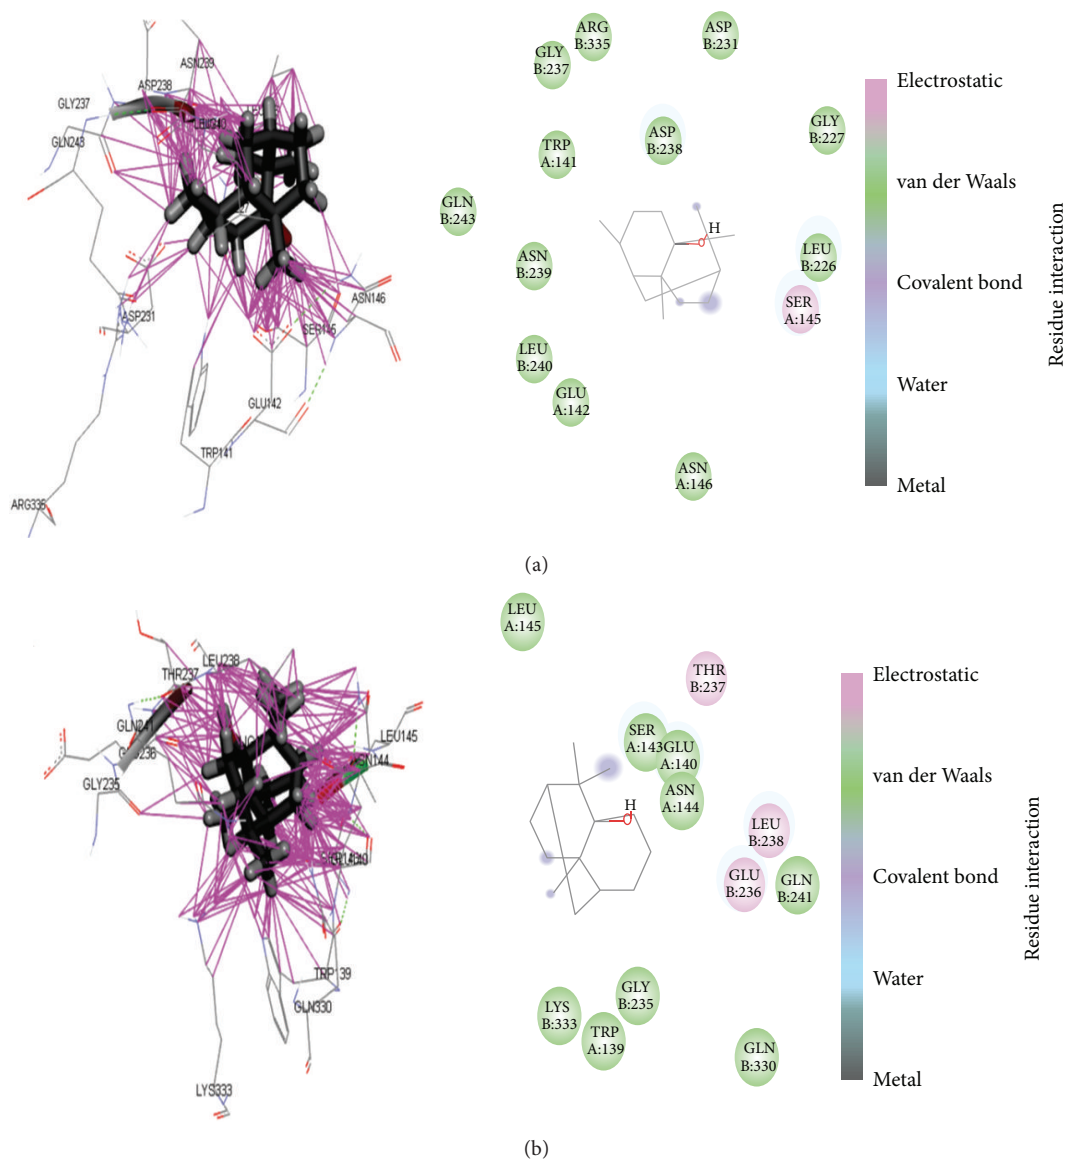 ASN239
ASP238
GLY237
GLN243
ASP231
ASN146
SER145
GLU142
TRP141
ARG335
ARG
B:335
ASP
B:231
GLY
B:237
GLY
B:227
ASP
B:238
TRP
A:141
GLN
B:243
H
O
ASN
B:239
LEU
B:226
SER
A:145
LEU
B:240
GLU
A:142
ASN
A:146
Electrostatic
van der Waals
Covalent bond
Water
Metal
Residue interaction
(a)
LEU238
THR237
GLN241
LEU145
ASN144
GLY235
TRP139
GLN330
LYS333
LEU
A:145
THR
B:237
SER
A:143
GLU
A:140
ASN
A:144
H
O
LEU
B:238
GLU
B:236
GLN
B:241
GLY
B:235
LYS
B:333
TRP
A:139
GLN
B:330
Electrostatic
van der Waals
Covalent bond
Water
Metal
Residue interaction
(b)